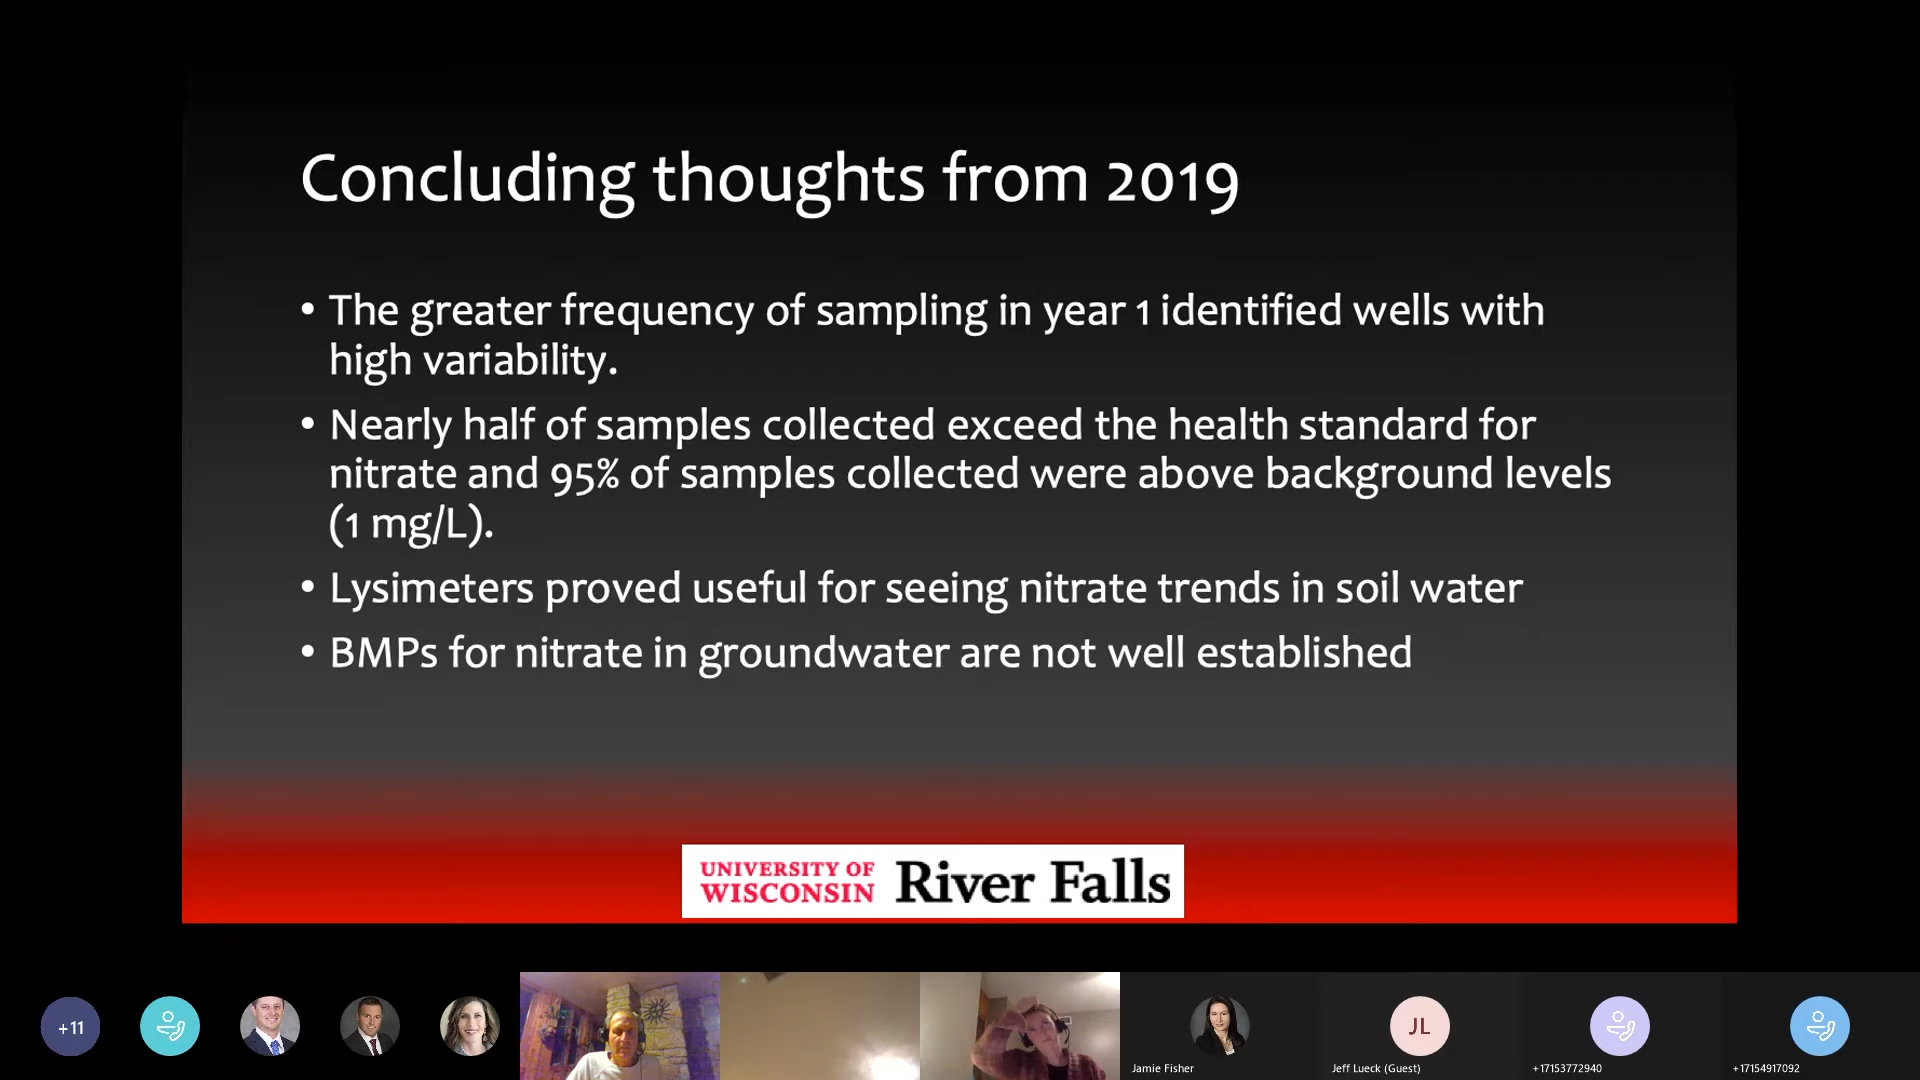 Concluding thoughts from 2019
• The greater frequency of sampling in year 1 identified wells with
high variability.
• Nearly half of samples collected exceed the health standard for
nitrate and 95% of samples collected were above background levels
(1 mg/L).
• Lysimeters proved useful for seeing nitrate trends in soil water
• BMPs for nitrate in groundwater are not well established
UNIVERSITY OF
WISCONSIN
River Falls
+11
Jamie Fisher
JL
Jeff Lueck (Guest)
+17153772940
+17154917092